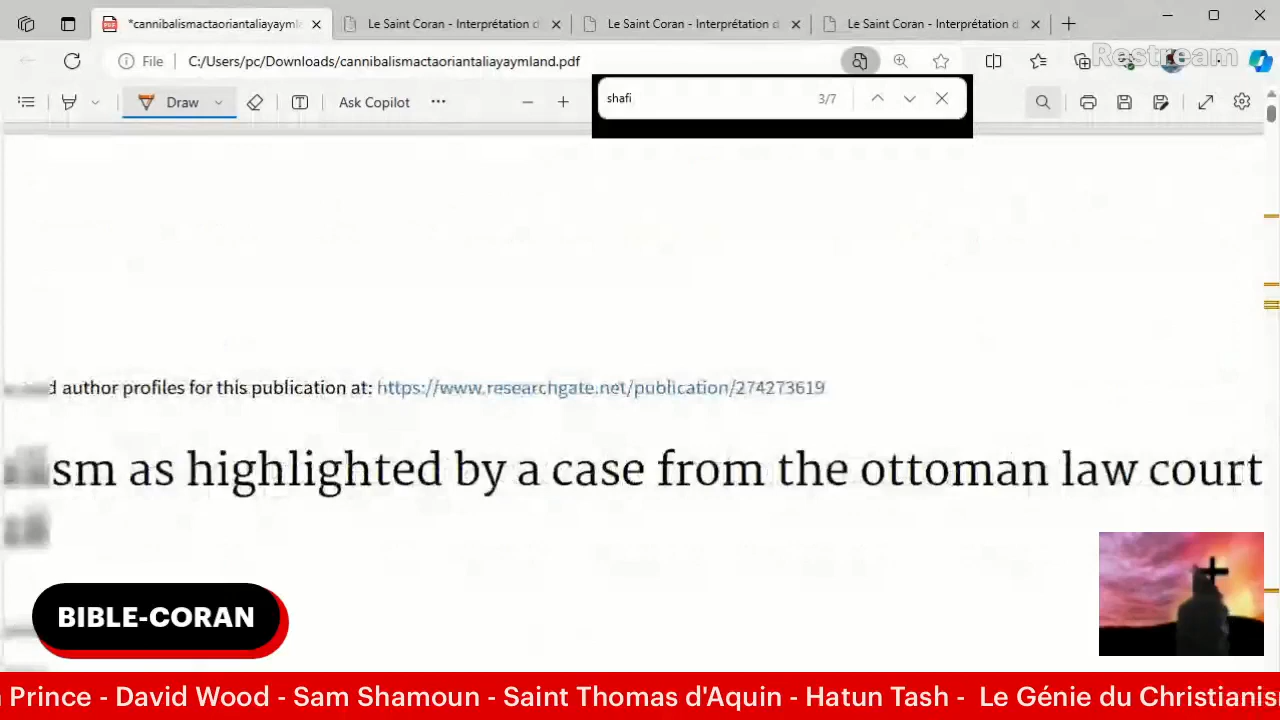 *cannibalismactaoriantaliayaymla
Le Saint Coran - Interprétation d
Le Saint Coran - Interprétation d
Le Saint Coran - Interprétation d
File
C:/Users/pc/Downloads/cannibalismactaoriantaliayaymland.pdf
Restream
Draw
Ask Copilot
shafi
3/7
d author profiles for this publication at: https://www.researchgate.net/publication/274273619
sm as highlighted by a case from the ottoman law court
BIBLE-CORAN
Prince - David Wood - Sam Shamoun - Saint Thomas d'Aquin - Hatun Tash - Le Génie du Christianis